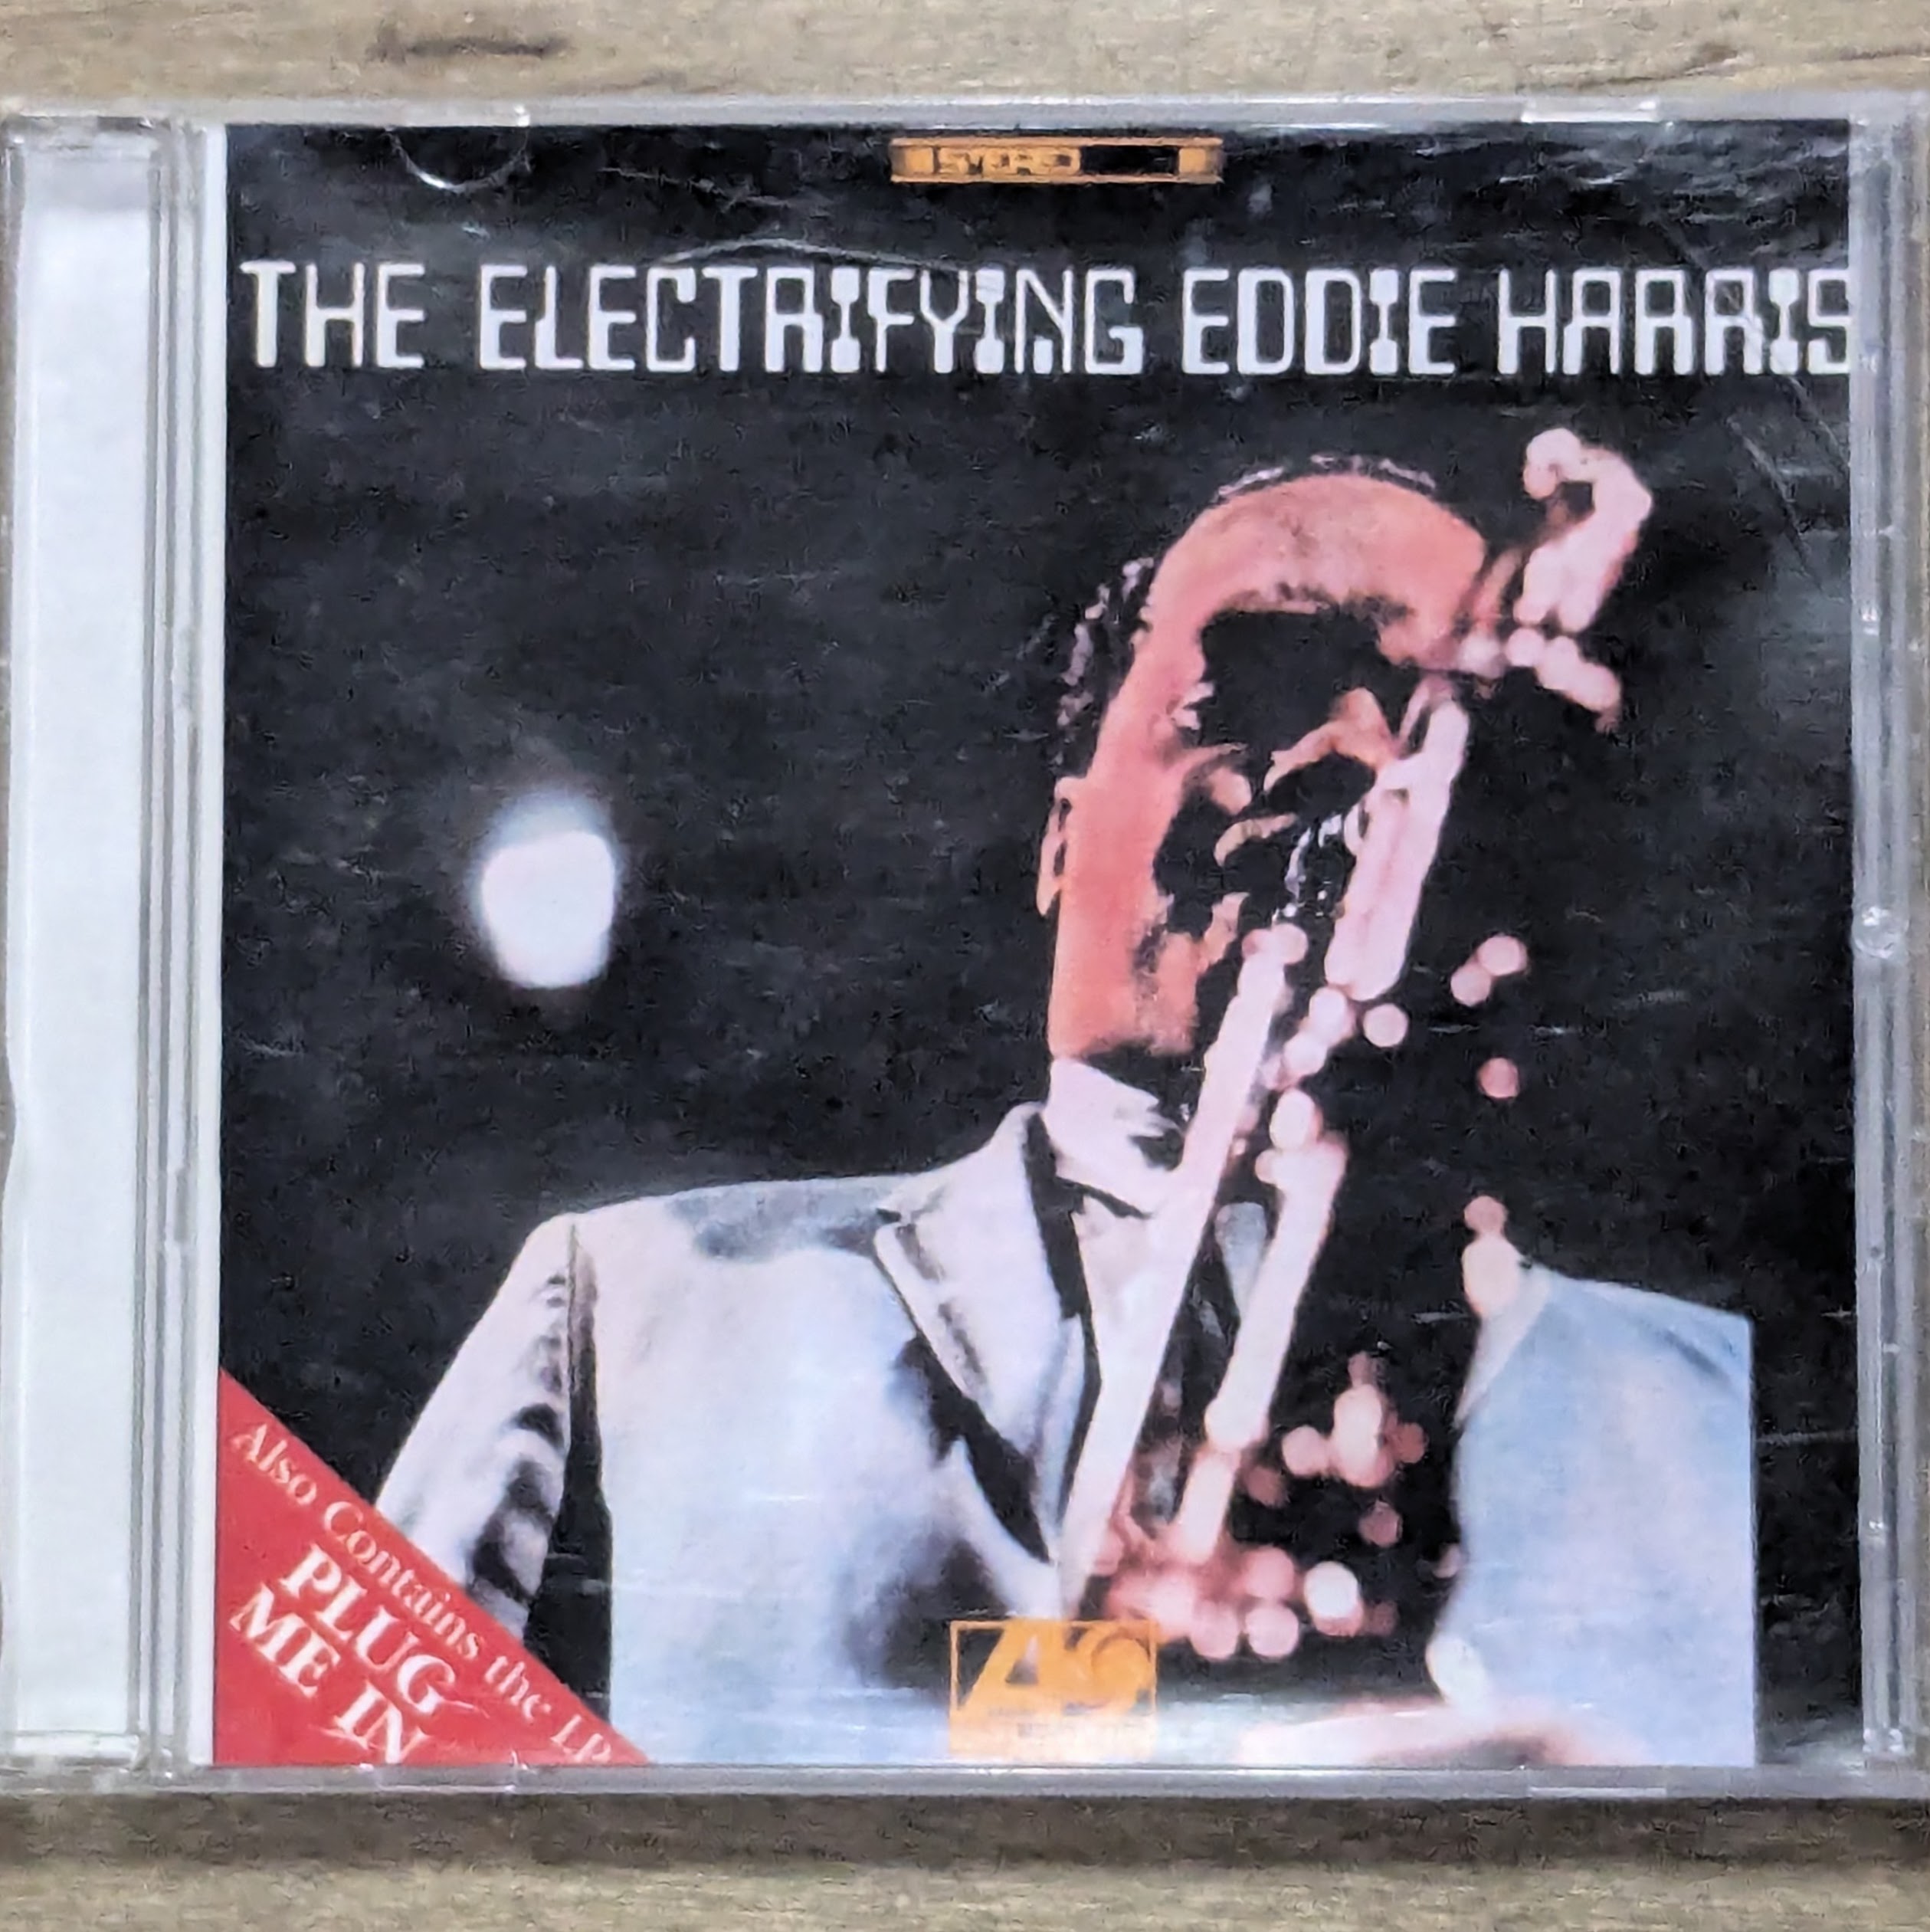 STEREO
THE ELECTRIFYING EDDIE HARRIS
Also Contains the LP
PLUG
ME IN